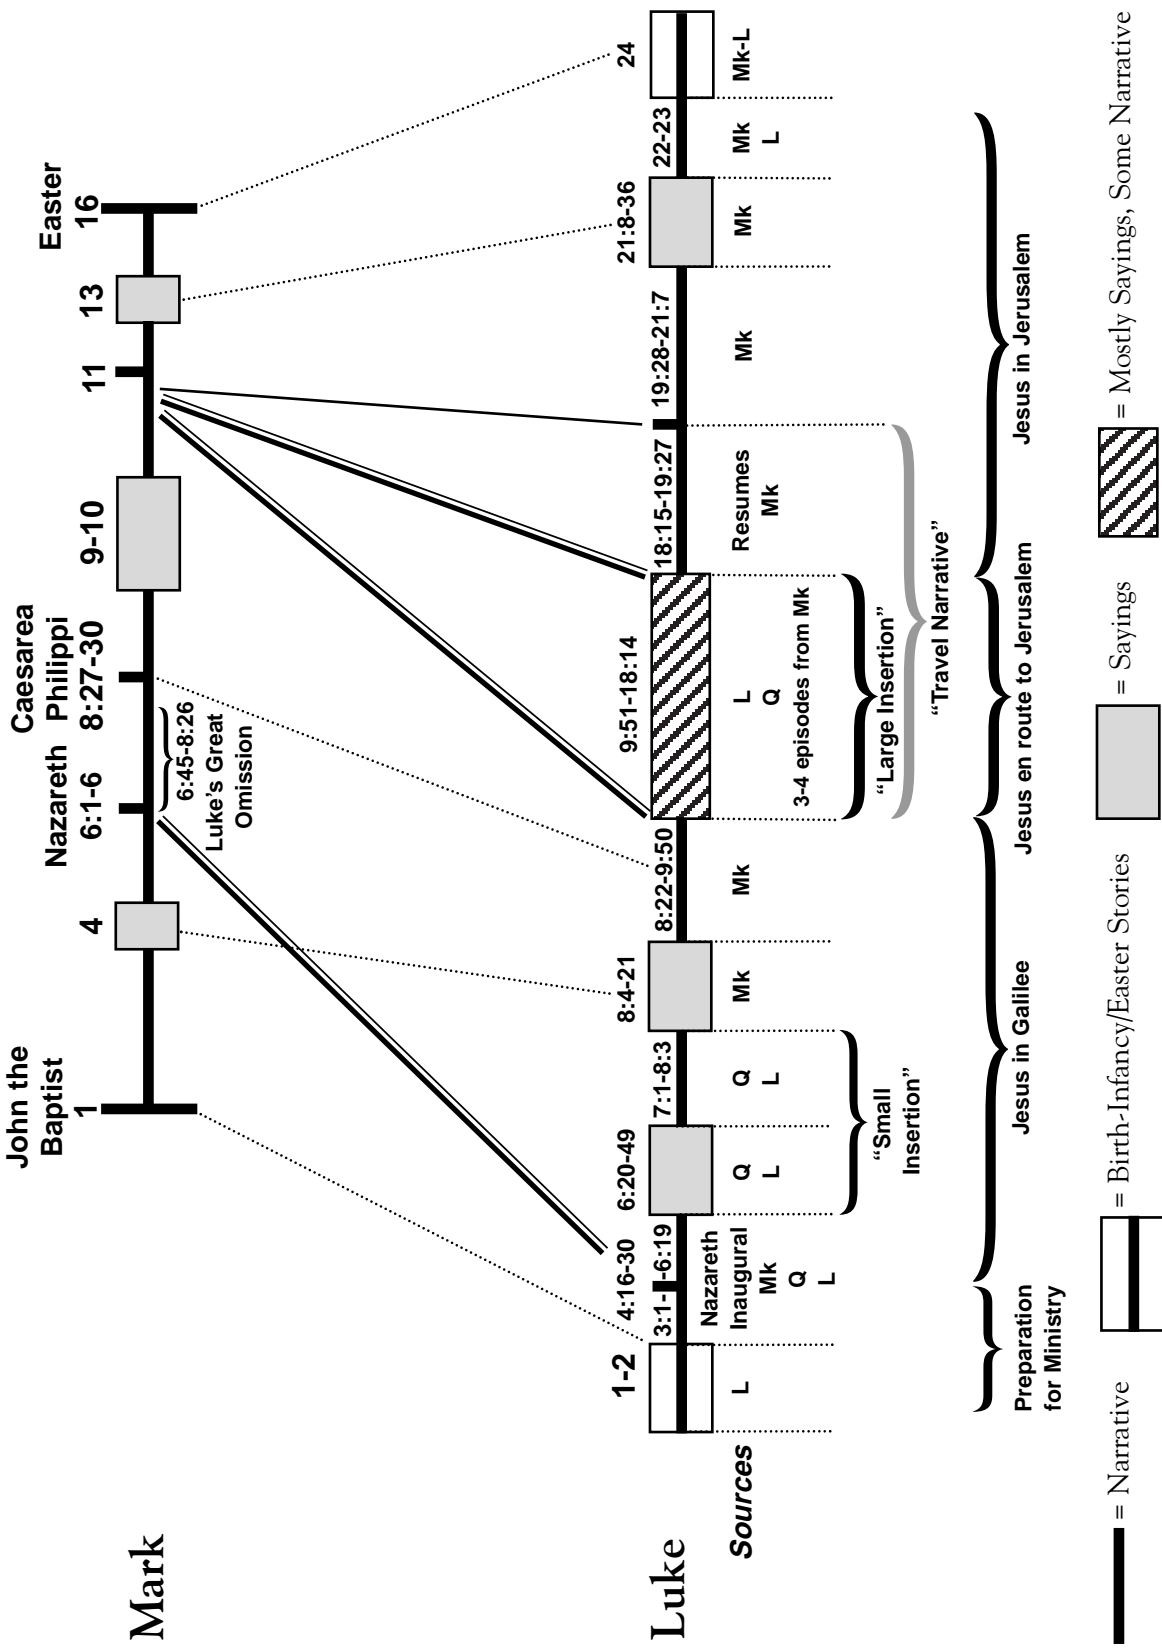 Mark
John the
Baptist
1
4
Nazareth
6:1-6
6:45-8:26
Luke’s Great
Omission
Caesarea
Philippi
8:27-30
9-10
11
13
Easter
16
Luke
1-2
4:16-30
3:1-
-6:19
6:20-49
7:1-8:3
8:4-21
8:22-9:50
9:51-18:14
18:15-19:27
19:28-21:7
21:8-36
22-23
24
Sources
L
Nazareth
Inaugural
Mk
Q
L
Q
L
Q
L
Mk
Mk
L
Q
3-4 episodes from Mk
Resumes
Mk
Mk
Mk
Mk
L
Mk-L
“Small
Insertion”
“Large Insertion”
“Travel Narrative”
Preparation
for Ministry
Jesus in Galilee
Jesus en route to Jerusalem
Jesus in Jerusalem
= Narrative
= Birth-Infancy/Easter Stories
= Sayings
= Mostly Sayings, Some Narrative